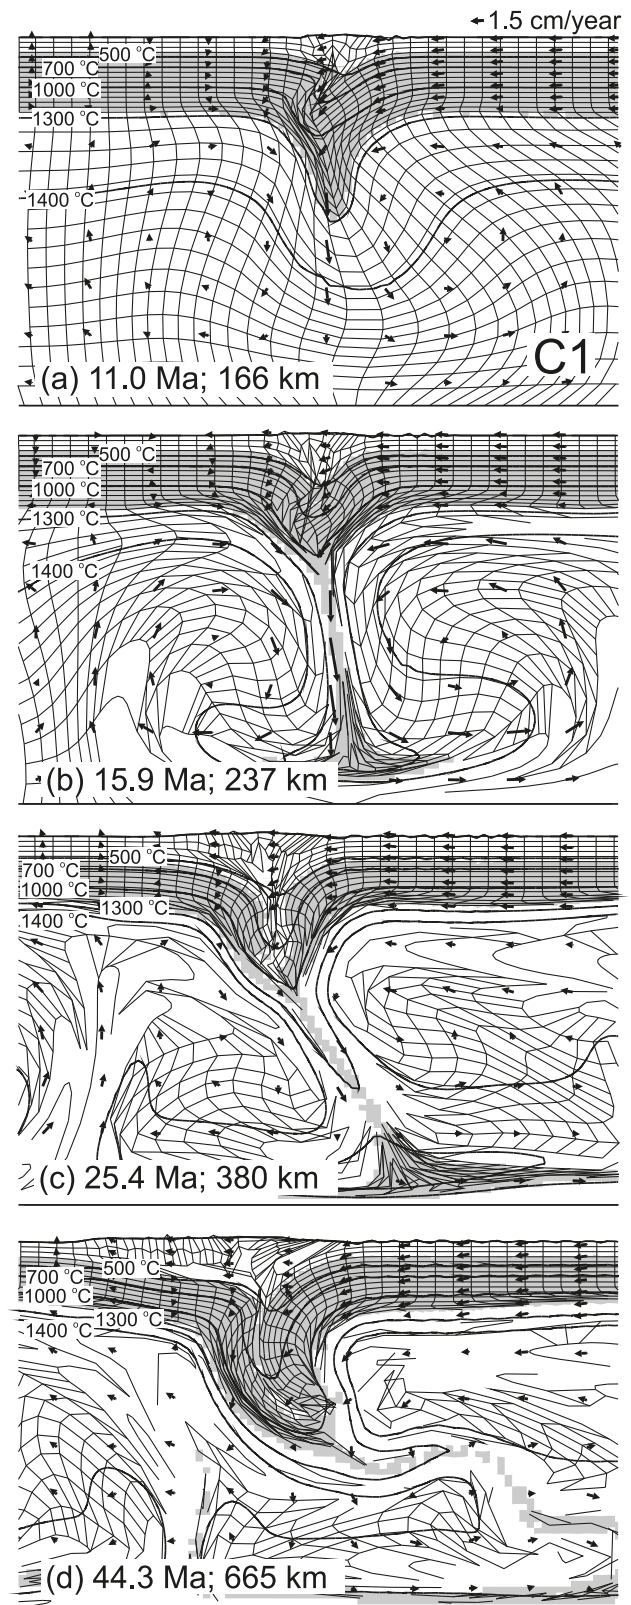 1.5 cm/year
500 °C
700 °C
1000 °C
1300 °C
1400 °C
C1
(a) 11.0 Ma; 166 km
500 °C
700 °C
1000 °C
1300 °C
1400 °C
(b) 15.9 Ma; 237 km
500 °C
700 °C
1000 °C
1300 °C
1400 °C
(c) 25.4 Ma; 380 km
500 °C
700 °C
1000 °C
1300 °C
1400 °C
(d) 44.3 Ma; 665 km